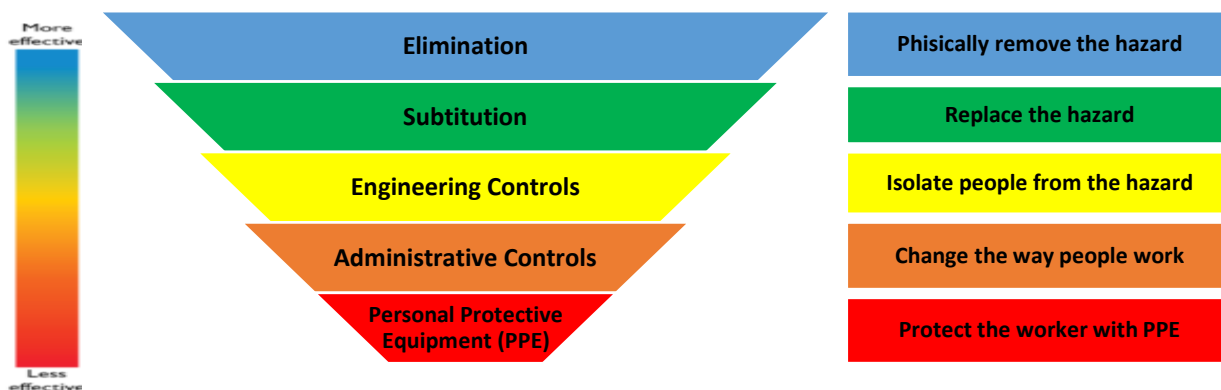 More
effective
Elimination
Phisically remove the hazard
Subtitution
Replace the hazard
Engineering Controls
Isolate people from the hazard
Administrative Controls
Change the way people work
Personal Protective
Equipment (PPE)
Protect the worker with PPE
Less
effective